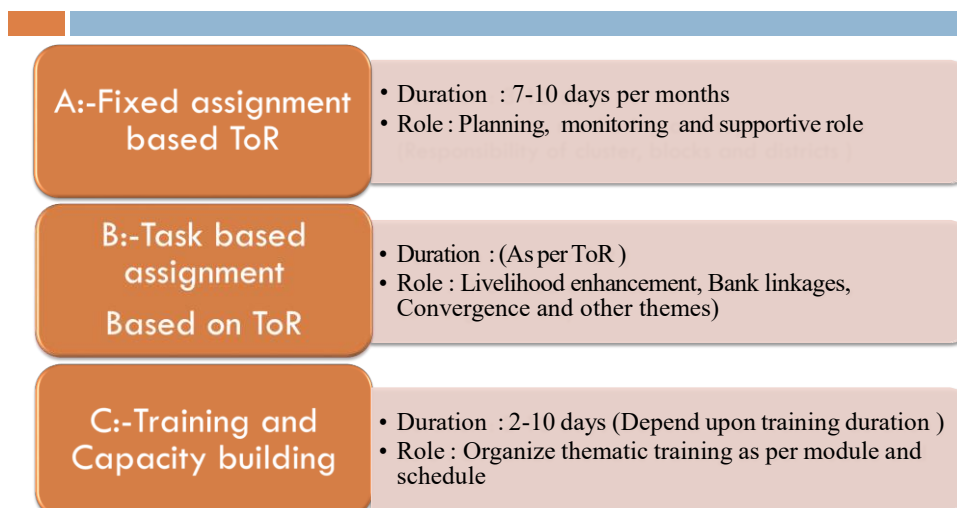 A:-Fixed assignment
based ToR
• Duration : 7-10 days per months
• Role : Planning, monitoring and supportive role
(Responsibility of cluster, blocks and districts )
B:-Task based
assignment
Based on ToR
• Duration : (As per ToR )
• Role : Livelihood enhancement, Bank linkages,
Convergence and other themes)
C:-Training and
Capacity building
• Duration : 2-10 days (Depend upon training duration )
• Role : Organize thematic training as per module and
schedule